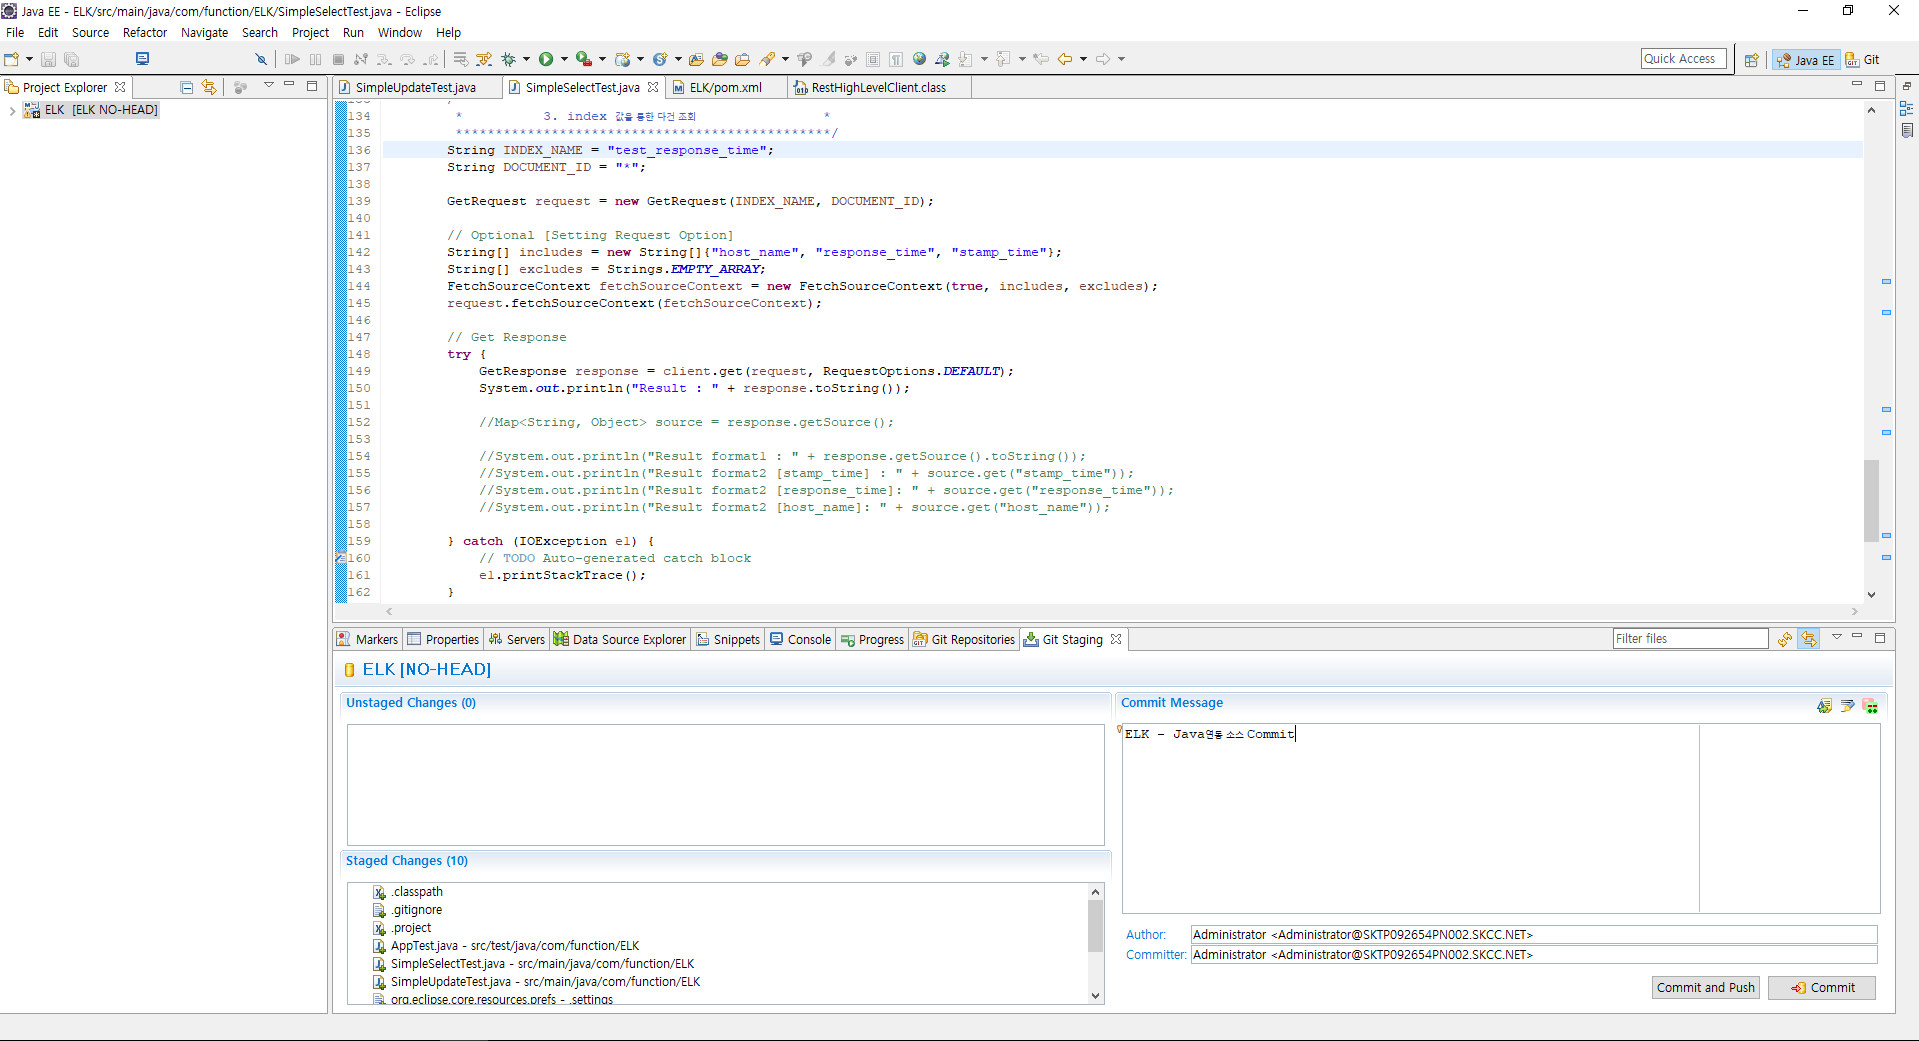 Java EE - ELK/src/main/java/com/function/ELK/SimpleSelectTest.java - Eclipse
File Edit Source Refactor Navigate Search Project Run Window Help
Quick Access Java EE Git
Project Explorer
ELK [ELK NO-HEAD]
SimpleUpdateTest.java SimpleSelectTest.java ELK/pom.xml RestHighLevelClient.class
134 * 3. index 값을 통한 다건 조회 *
135 ***********************************************/
136 String INDEX_NAME = "test_response_time";
137 String DOCUMENT_ID = "*";
138
139 GetRequest request = new GetRequest(INDEX_NAME, DOCUMENT_ID);
140
141 // Optional [Setting Request Option]
142 String[] includes = new String[]{"host_name", "response_time", "stamp_time"};
143 String[] excludes = Strings.EMPTY_ARRAY;
144 FetchSourceContext fetchSourceContext = new FetchSourceContext(true, includes, excludes);
145 request.fetchSourceContext(fetchSourceContext);
146
147 // Get Response
148 try {
149 GetResponse response = client.get(request, RequestOptions.DEFAULT);
150 System.out.println("Result : " + response.toString());
151
152 //Map<String, Object> source = response.getSource();
153
154 //System.out.println("Result format1 : " + response.getSource().toString());
155 //System.out.println("Result format2 [stamp_time] : " + source.get("stamp_time"));
156 //System.out.println("Result format2 [response_time]: " + source.get("response_time"));
157 //System.out.println("Result format2 [host_name]: " + source.get("host_name"));
158
159 } catch (IOException e1) {
160 // TODO Auto-generated catch block
161 e1.printStackTrace();
162 }
Markers Properties Servers Data Source Explorer Snippets Console Progress Git Repositories Git Staging Filter files
ELK [NO-HEAD]
Unstaged Changes (0)
Staged Changes (10)
.classpath
.gitignore
.project
AppTest.java - src/test/java/com/function/ELK
SimpleSelectTest.java - src/main/java/com/function/ELK
SimpleUpdateTest.java - src/main/java/com/function/ELK
org.eclipse.core.resources.prefs - .settings
Commit Message
ELK - Java연동 소스 Commit
Author: Administrator <Administrator@SKTP092654PN002.SKCC.NET>
Committer: Administrator <Administrator@SKTP092654PN002.SKCC.NET>
Commit and Push Commit